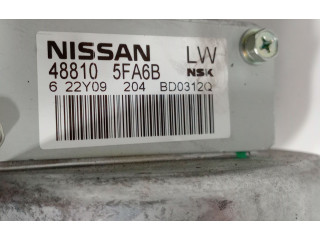 NISSAN LW
48810 5FA6B NSK
6 22Y09 204 BD0312Q